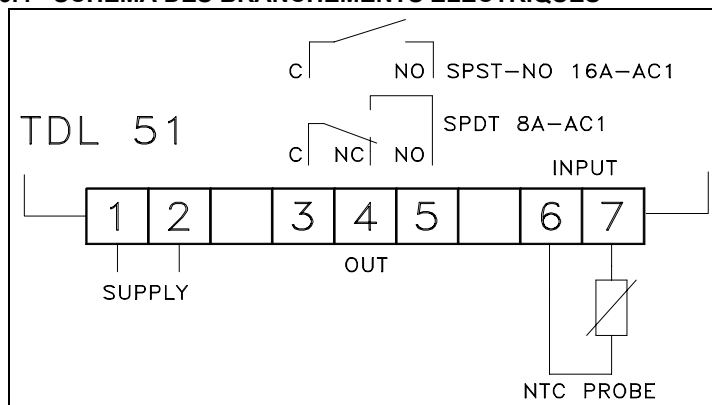 SCHEMA DES BRANCHEMENTS ELECTRIQUES
C NO SPST-NO 16A-AC1
TDL 51
SPDT 8A-AC1
C NC NO
INPUT
1 2 3 4 5 6 7
OUT
SUPPLY
NTC PROBE